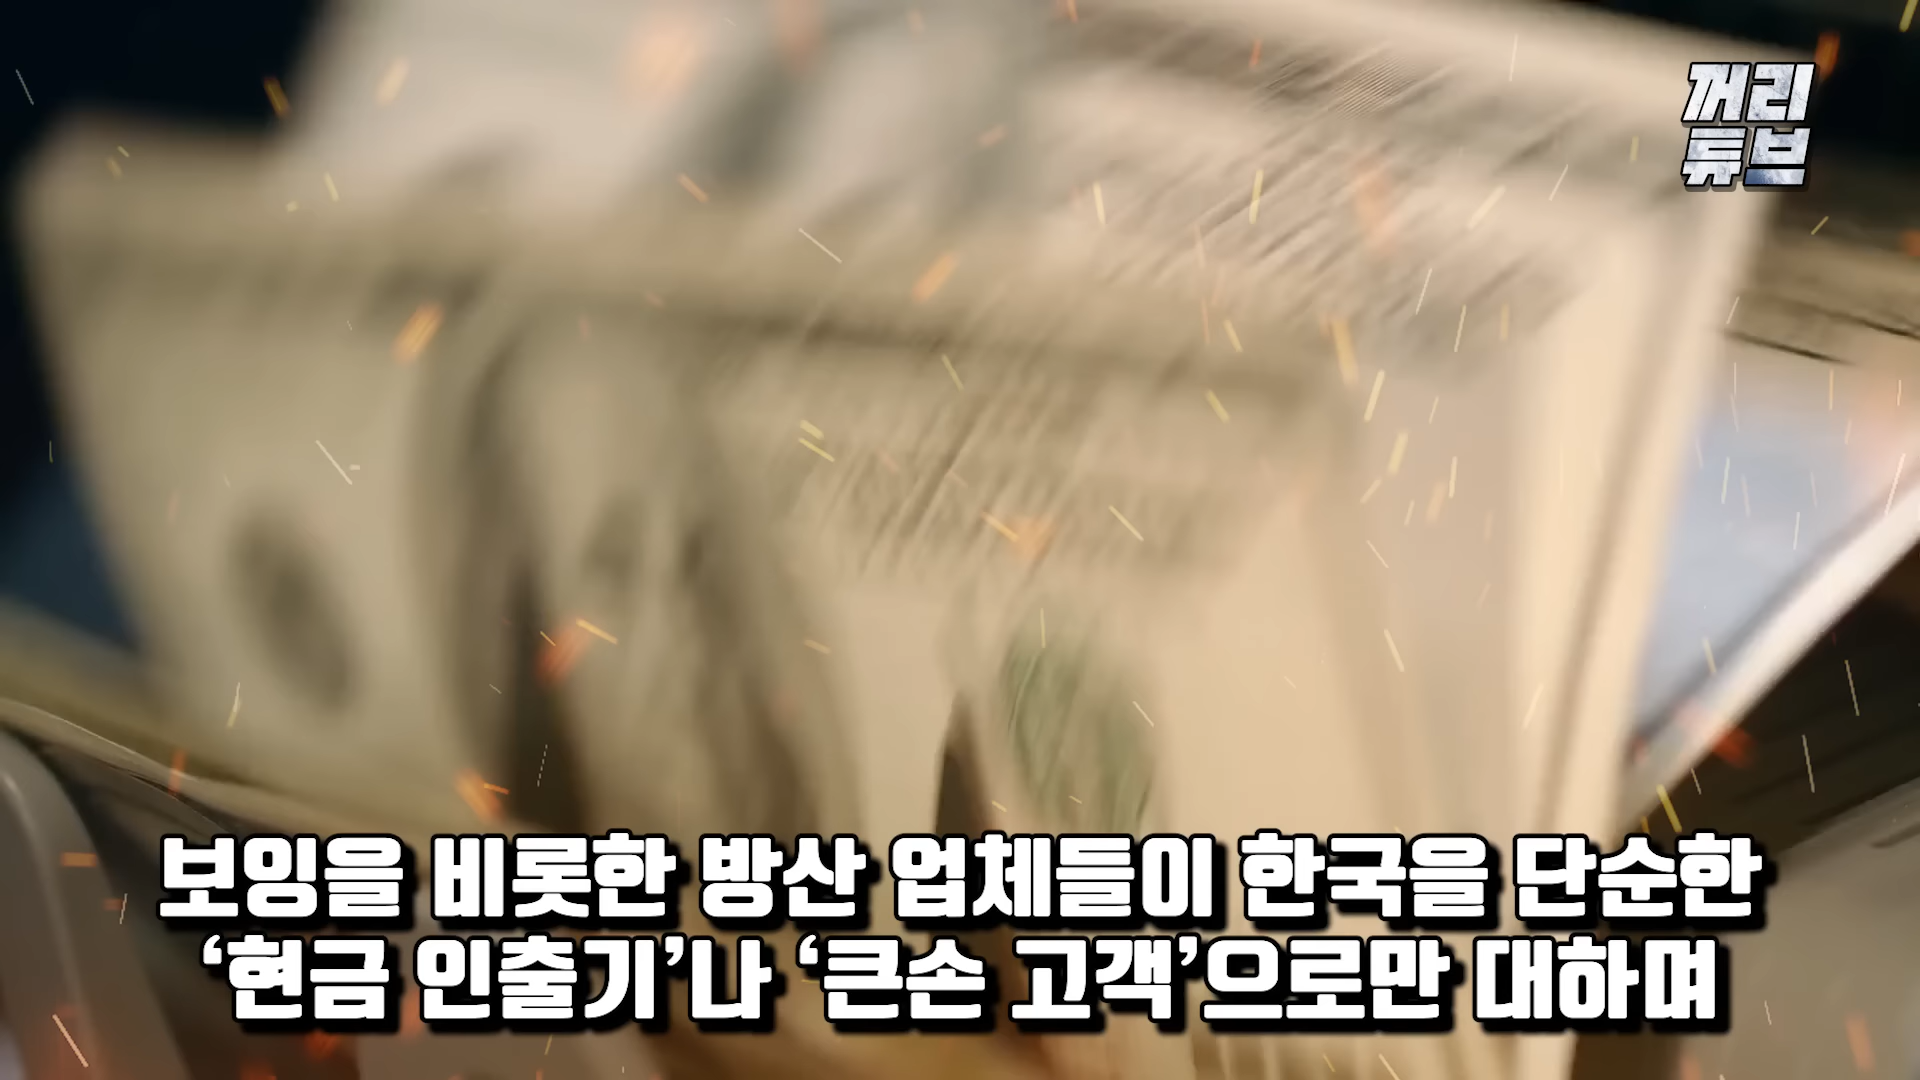 꺼리
튜브
보잉을 비롯한 방산 업체들이 한국을 단순한
‘현금 인출기’나 ‘큰손 고객’으로만 대하며